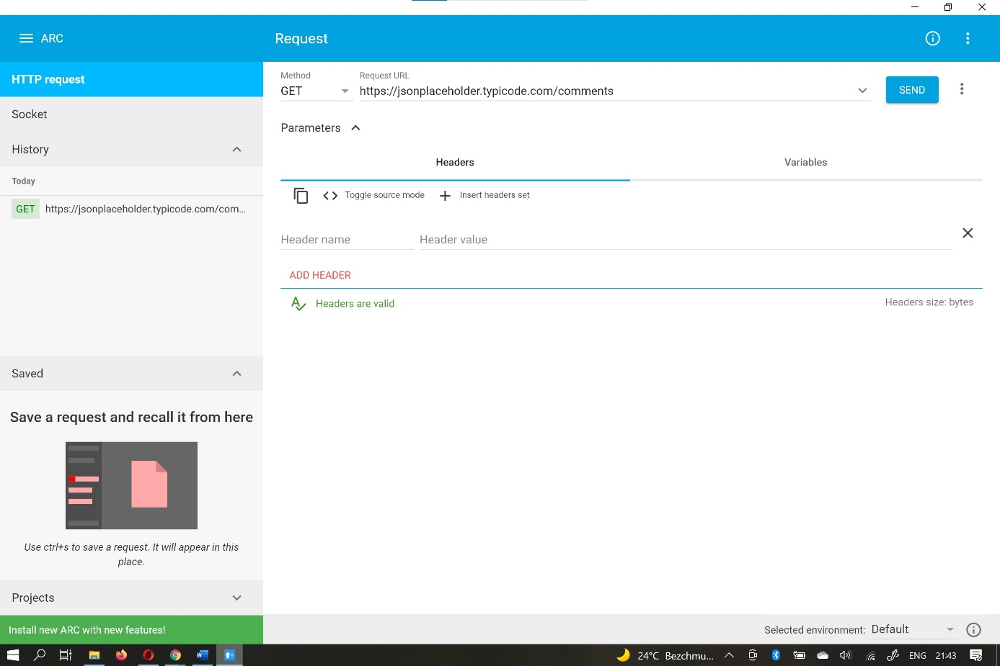 ARC
Request
HTTP request
Socket
History
Today
GET https://jsonplaceholder.typicode.com/com...
Saved
Save a request and recall it from here
Use ctrl+s to save a request. It will appear in this
place.
Projects
Install new ARC with new features!
Method
GET
Request URL
https://jsonplaceholder.typicode.com/comments
SEND
Parameters
Headers
Variables
Toggle source mode
Insert headers set
Header name
Header value
ADD HEADER
Headers are valid
Headers size: bytes
Selected environment: Default
24°C Bezchmu...
ENG
21:43